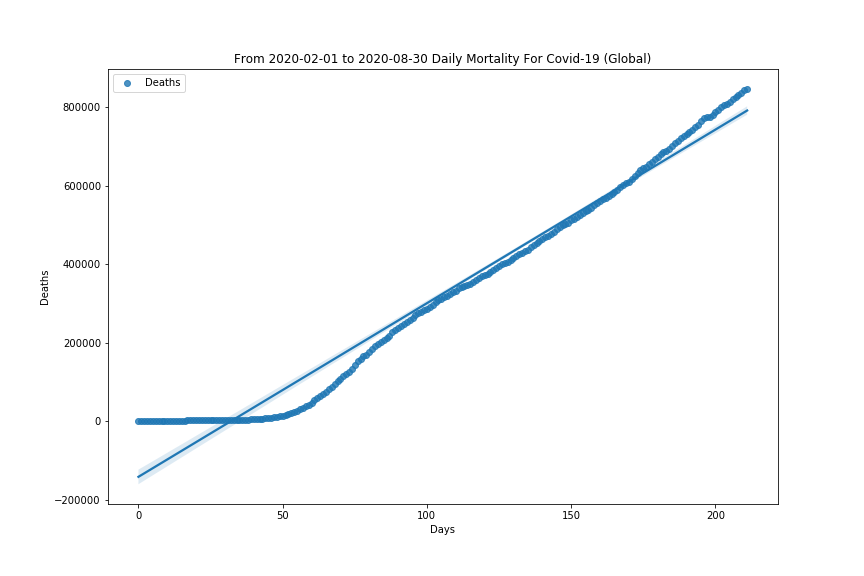 From 2020-02-01 to 2020-08-30 Daily Mortality For Covid-19 (Global)
Deaths
800000
600000
400000
200000
0
−200000
Deaths
0 50 100 150 200
Days